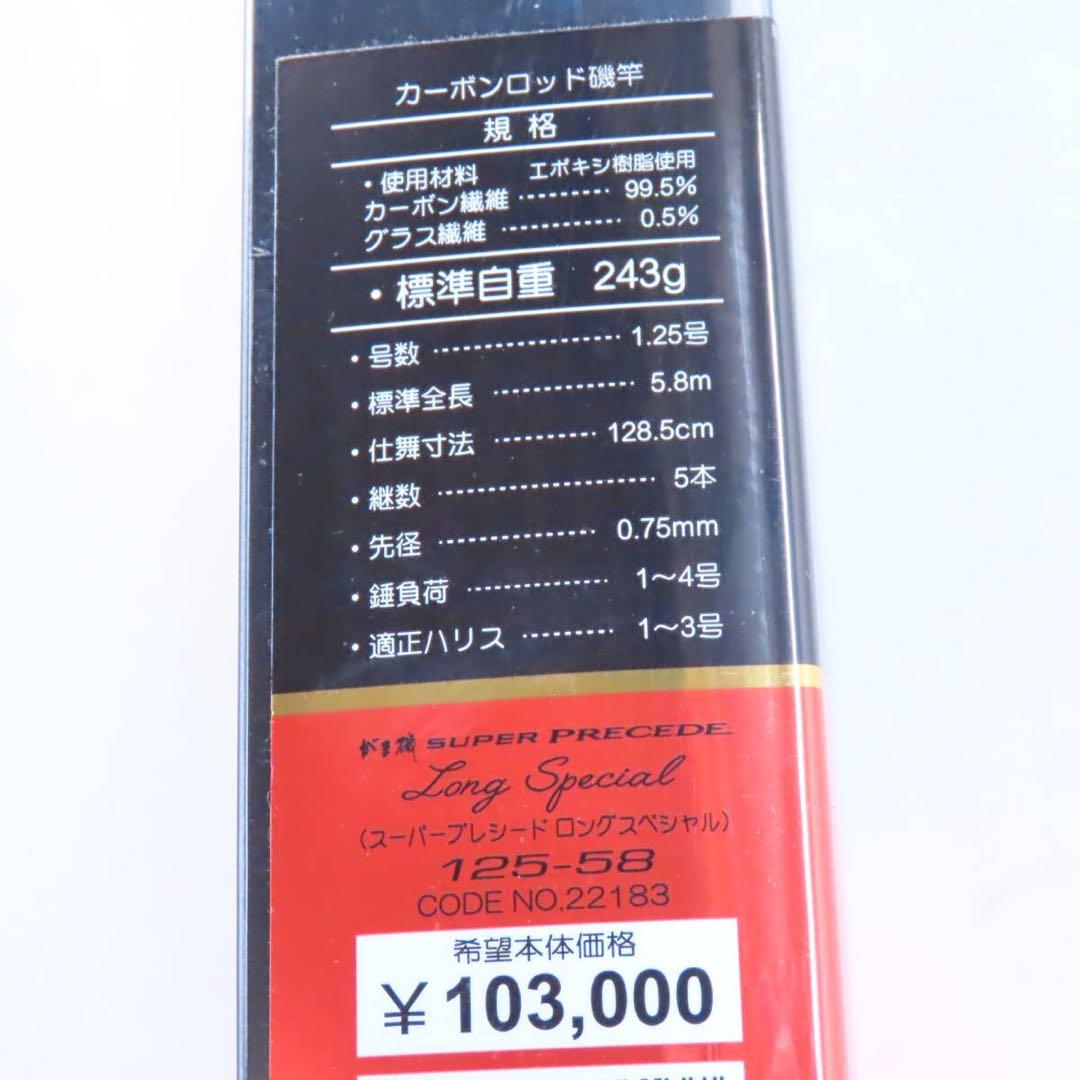 カーボンロッド磯竿
規 格
・使用材料 エポキシ樹脂使用
カーボン繊維 ············ 99.5%
グラス繊維 ··············· 0.5%
・標準自重 243g
・号数 ······················· 1.25号
・標準全長 ················· 5.8m
・仕舞寸法 ············ 128.5cm
・継数 ··························· 5本
・先径 ··················· 0.75mm
・錘負荷 ················· 1〜4号
・適正ハリス ············ 1〜3号
がま磯 SUPER PRECEDE
Long Special
(スーパープレシード ロングスペシャル)
125-58
CODE NO.22183
希望本体価格
¥103,000